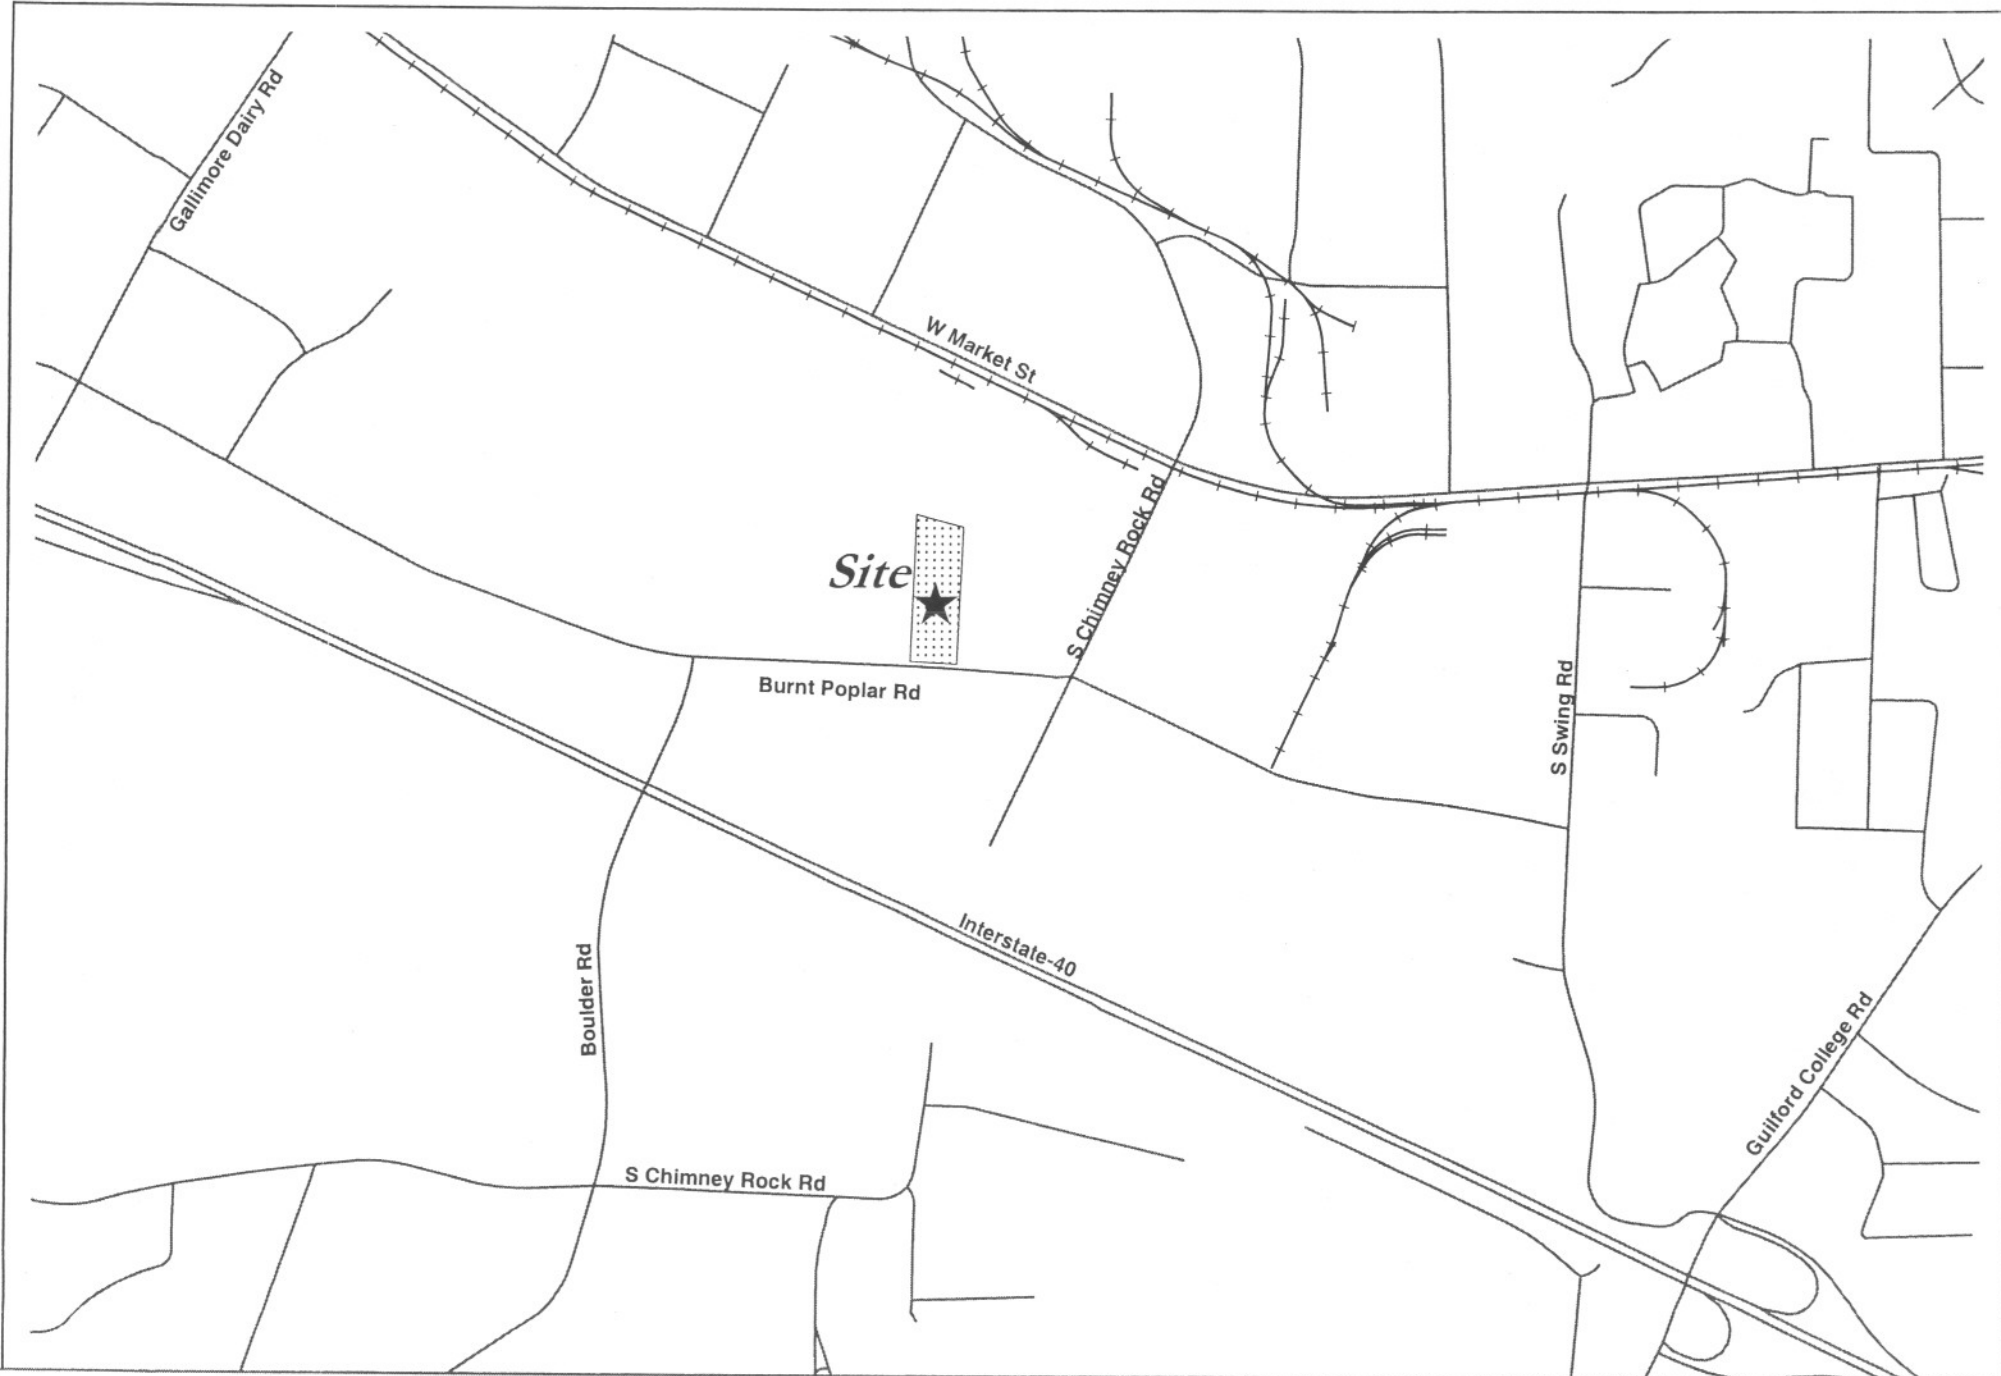 Gallimore Dairy Rd
W Market St
S Chimney Rock Rd
Site
Burnt Poplar Rd
S Swing Rd
Interstate-40
Boulder Rd
Guilford College Rd
S Chimney Rock Rd